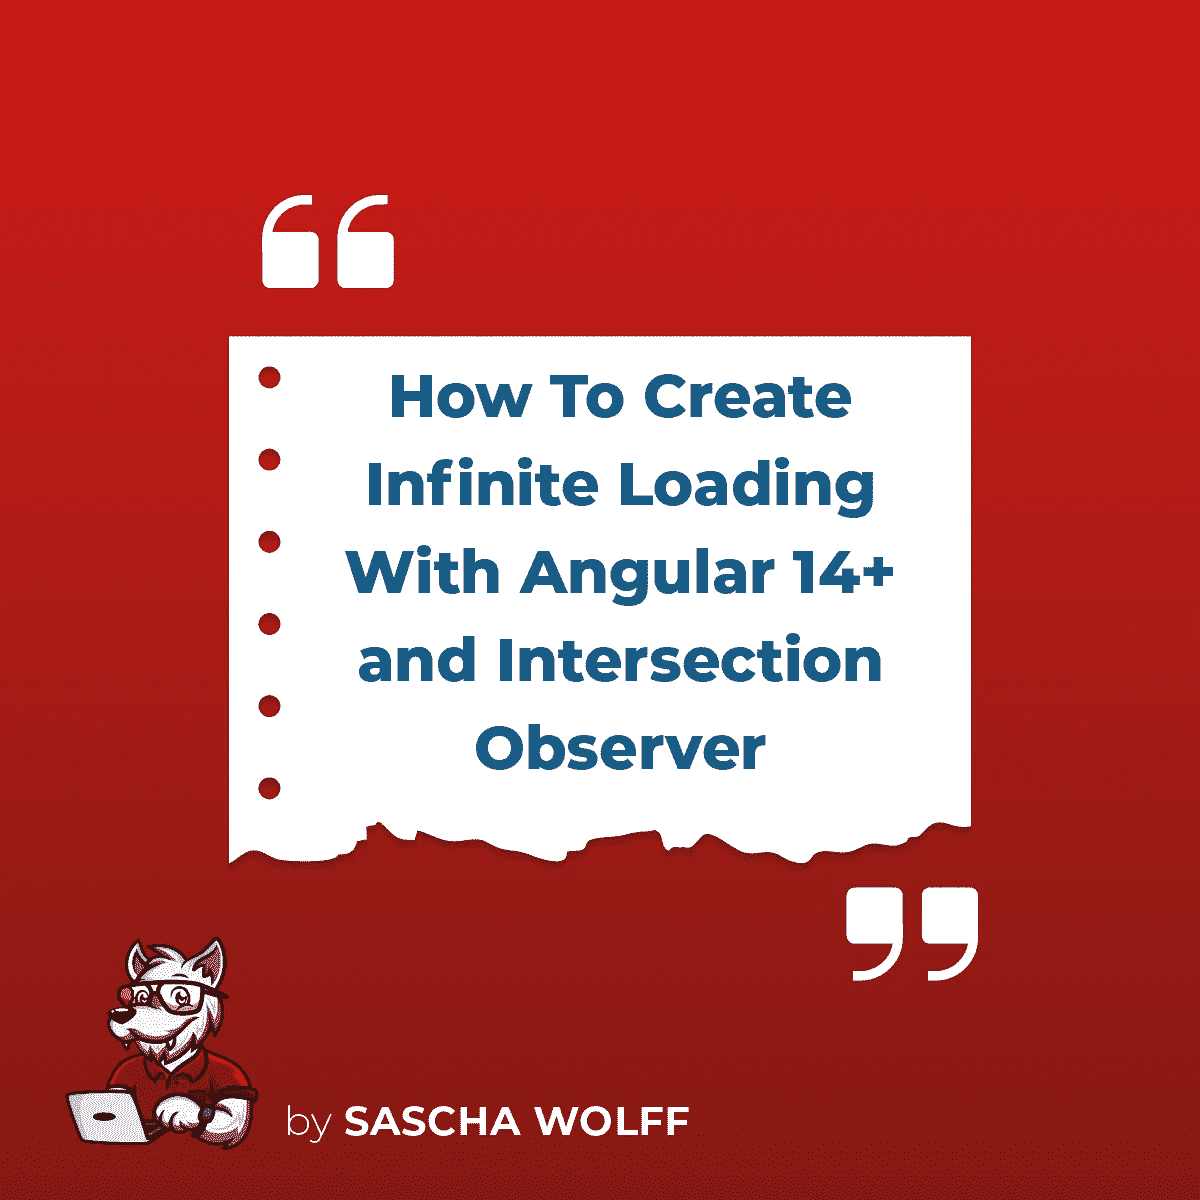 How To Create
Infinite Loading
With Angular 14+
and Intersection
Observer
by SASCHA WOLFF